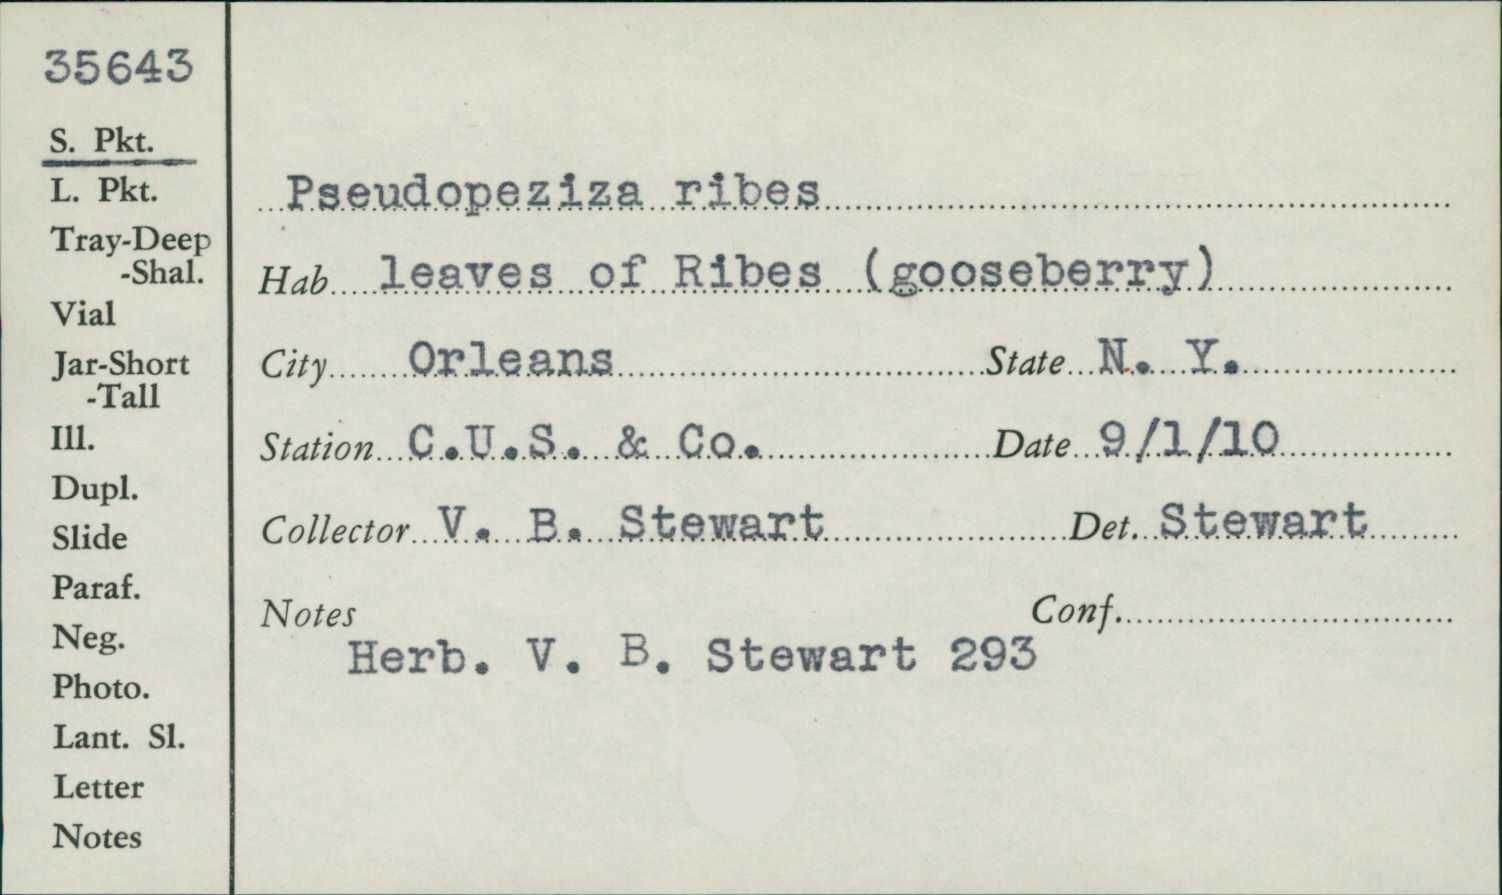 35643
S. Pkt.
L. Pkt.
Tray-Deep
-Shal.
Vial
Jar-Short
-Tall
Ill.
Dupl.
Slide
Paraf.
Neg.
Photo.
Lant. Sl.
Letter
Notes
Pseudopeziza ribes
Hab leaves of Ribes (gooseberry)
City Orleans State N. Y.
Station C.U.S. & Co. Date 9/1/10
Collector V. B. Stewart Det. Stewart
Notes Conf.
Herb. V. B. Stewart 293